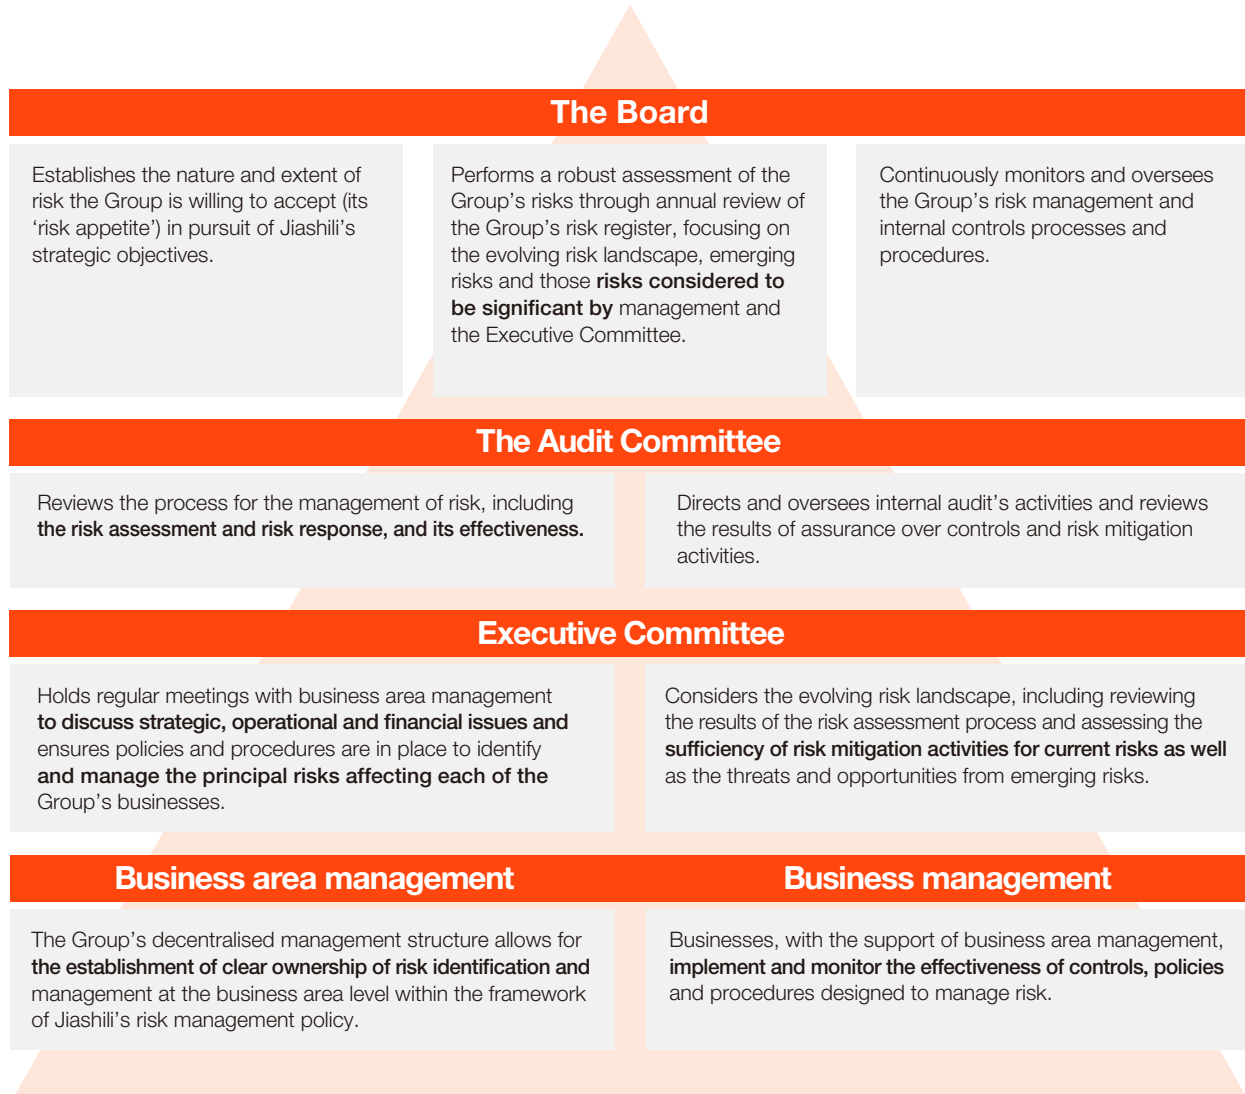 The Board
Establishes the nature and extent of
risk the Group is willing to accept (its
‘risk appetite’) in pursuit of Jiashili’s
strategic objectives.
Performs a robust assessment of the
Group’s risks through annual review of
the Group’s risk register, focusing on
the evolving risk landscape, emerging
risks and those risks considered to
be significant by management and
the Executive Committee.
Continuously monitors and oversees
the Group’s risk management and
internal controls processes and
procedures.
The Audit Committee
Reviews the process for the management of risk, including
the risk assessment and risk response, and its effectiveness.
Directs and oversees internal audit’s activities and reviews
the results of assurance over controls and risk mitigation
activities.
Executive Committee
Holds regular meetings with business area management
to discuss strategic, operational and financial issues and
ensures policies and procedures are in place to identify
and manage the principal risks affecting each of the
Group’s businesses.
Considers the evolving risk landscape, including reviewing
the results of the risk assessment process and assessing the
sufficiency of risk mitigation activities for current risks as well
as the threats and opportunities from emerging risks.
Business area management
The Group’s decentralised management structure allows for
the establishment of clear ownership of risk identification and
management at the business area level within the framework
of Jiashili’s risk management policy.
Business management
Businesses, with the support of business area management,
implement and monitor the effectiveness of controls, policies
and procedures designed to manage risk.